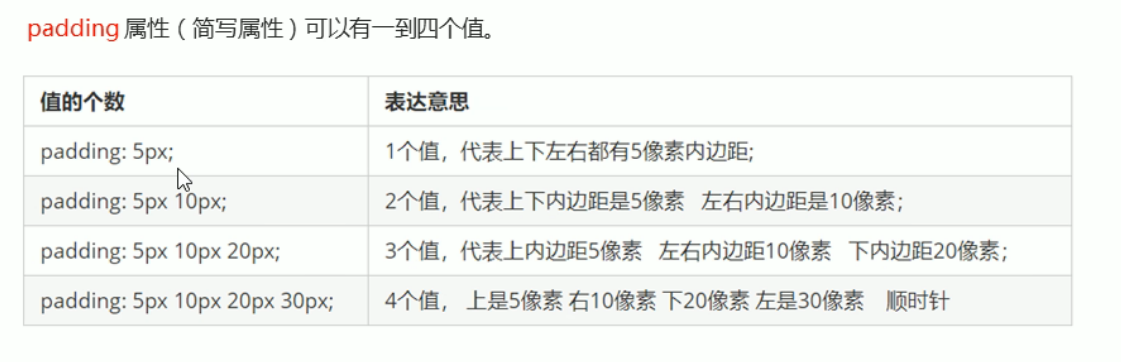 padding 属性（简写属性）可以有一到四个值。
值的个数 表达意思
padding: 5px; 1个值，代表上下左右都有5像素内边距;
padding: 5px 10px; 2个值，代表上下内边距是5像素 左右内边距是10像素；
padding: 5px 10px 20px; 3个值，代表上内边距5像素 左右内边距10像素 下内边距20像素；
padding: 5px 10px 20px 30px; 4个值， 上是5像素 右10像素 下20像素 左是30像素 顺时针